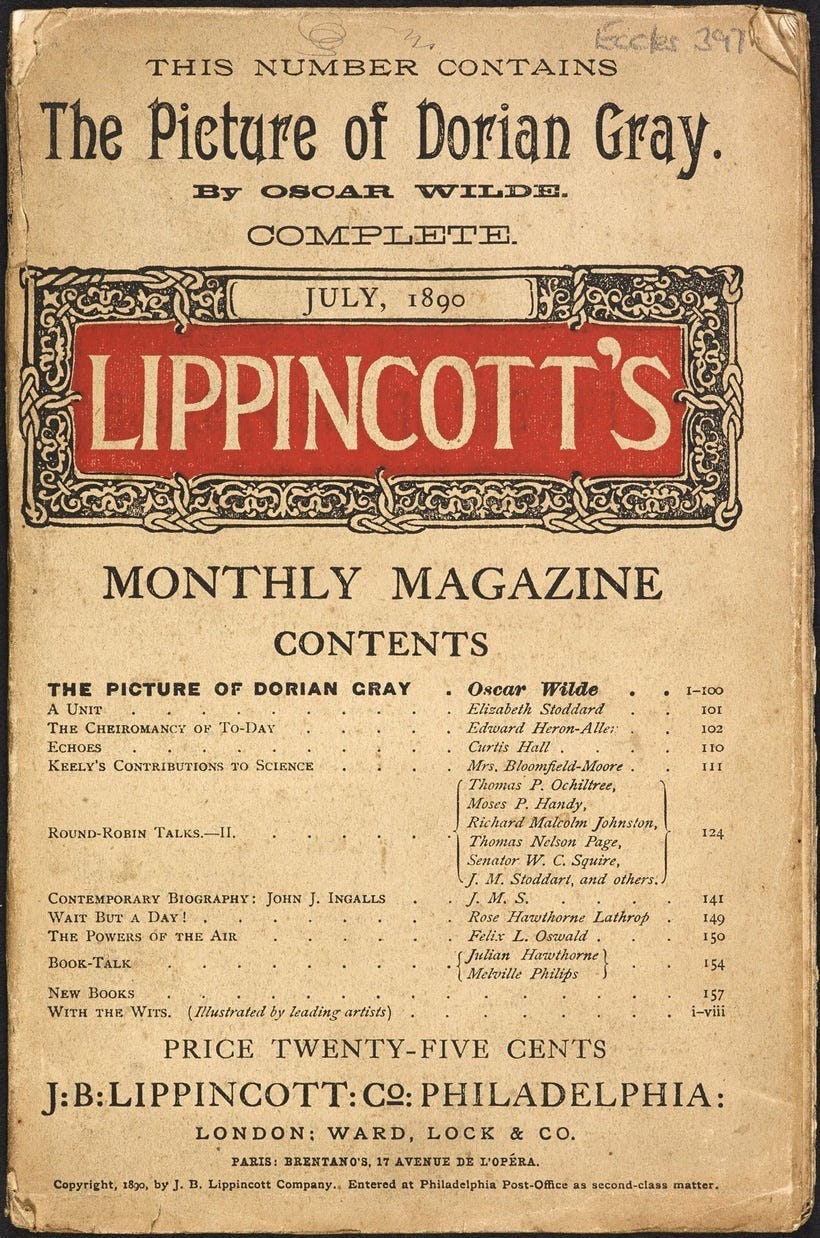 Eccles 397
THIS NUMBER CONTAINS
The Picture of Dorian Gray.
By OSCAR WILDE.
COMPLETE.
JULY, 1890
LIPPINCOTT'S
MONTHLY MAGAZINE
CONTENTS
THE PICTURE OF DORIAN GRAY . Oscar Wilde . . 1-100
A UNIT . . . . . . . . . Elizabeth Stoddard . . 101
THE CHEIROMANCY OF TO-DAY . . . . . Edward Heron-Allen . . 102
ECHOES . . . . . . . . . Curtis Hall . . . 110
KEELY'S CONTRIBUTIONS TO SCIENCE . . . . Mrs. Bloomfield-Moore . . 111
Thomas P. Ochiltree,
Moses P. Handy,
Richard Malcolm Johnston,
ROUND-ROBIN TALKS.—II. . . . . . . 124
Thomas Nelson Page,
Senator W. C. Squire,
J. M. Stoddart, and others.
CONTEMPORARY BIOGRAPHY: JOHN J. INGALLS . . J. M. S. . . . . 141
WAIT BUT A DAY! . . . . . . . . Rose Hawthorne Lathrop . 149
THE POWERS OF THE AIR . . . . . . Felix L. Oswald . . . 150
Julian Hawthorne
BOOK-TALK . . . . . . . . . . 154
Melville Philips
NEW BOOKS . . . . . . . . . . . . . . 157
WITH THE WITS. (Illustrated by leading artists) . . . . . . . . i-viii
PRICE TWENTY-FIVE CENTS
J:B:LIPPINCOTT:Co: PHILADELPHIA:
LONDON: WARD, LOCK & CO.
PARIS: BRENTANO'S, 17 AVENUE DE L'OPÉRA.
Copyright, 1890, by J. B. Lippincott Company. Entered at Philadelphia Post-Office as second-class matter.